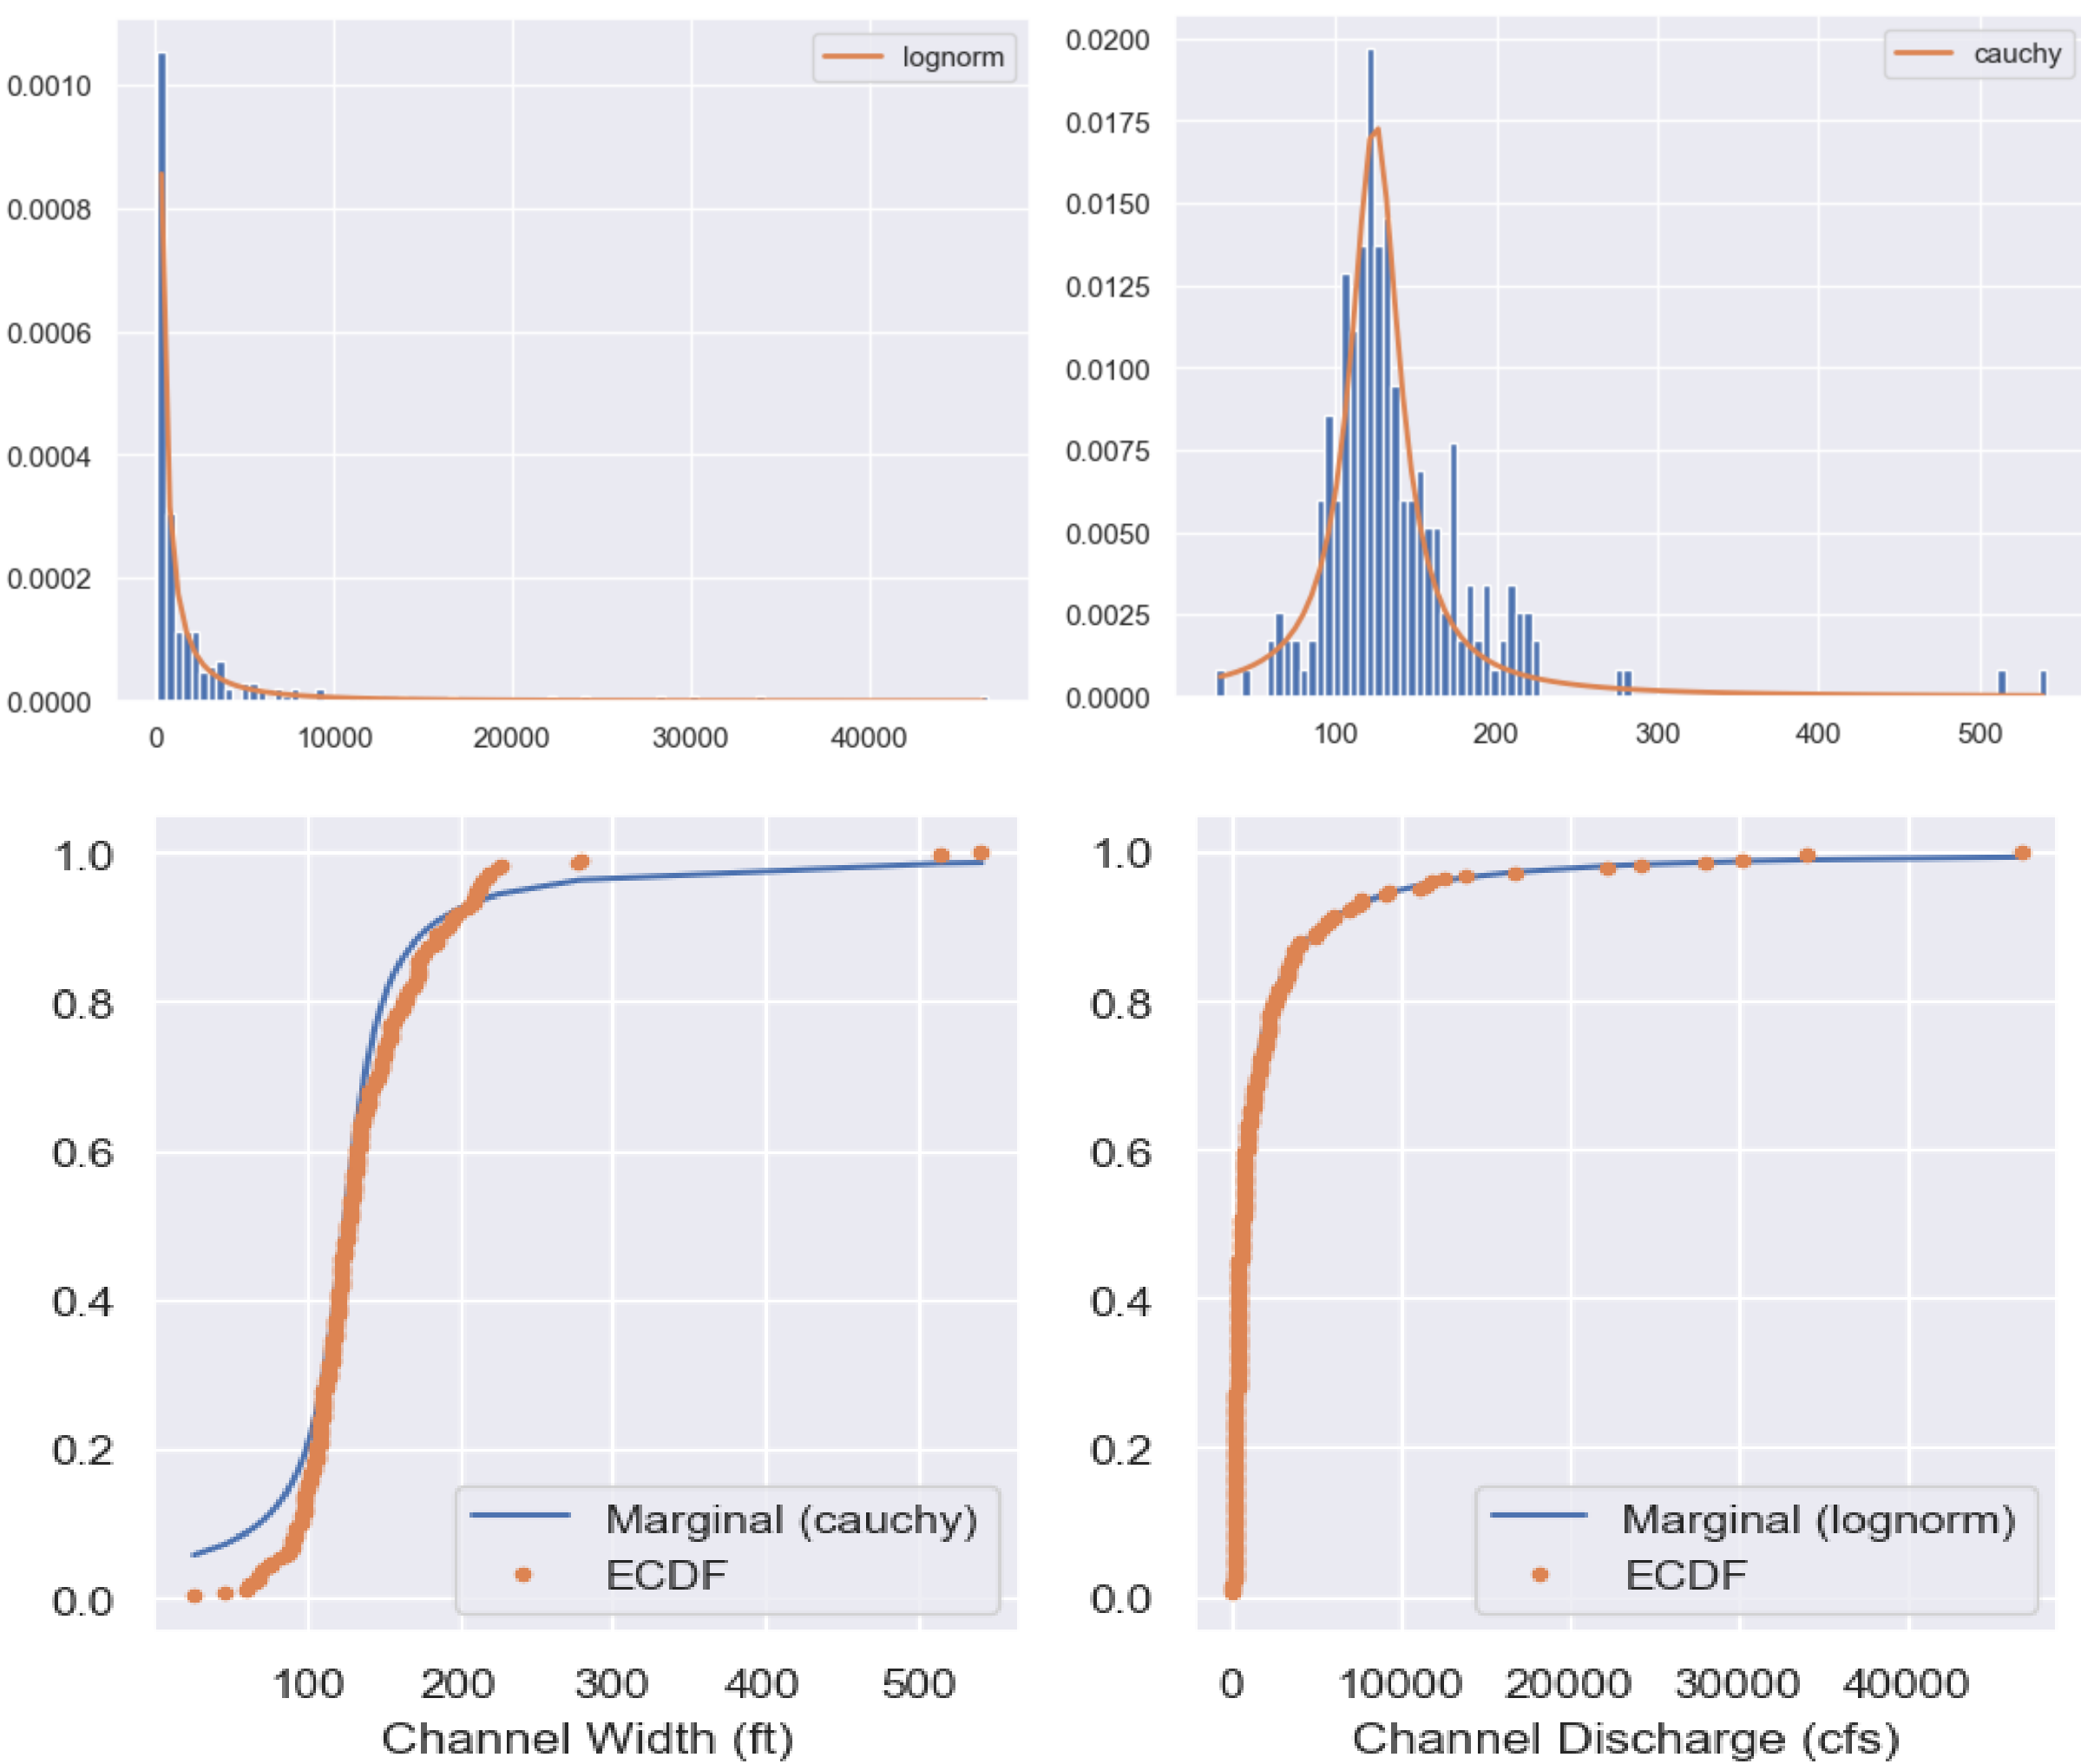 lognorm
0.0010
0.0008
0.0006
0.0004
0.0002
0.0000
0 10000 20000 30000 40000
cauchy
0.0200
0.0175
0.0150
0.0125
0.0100
0.0075
0.0050
0.0025
0.0000
100 200 300 400 500
1.0
0.8
0.6
0.4
0.2
0.0
Marginal (cauchy)
ECDF
100 200 300 400 500
Channel Width (ft)
1.0
0.8
0.6
0.4
0.2
0.0
Marginal (lognorm)
ECDF
0 10000 20000 30000 40000
Channel Discharge (cfs)